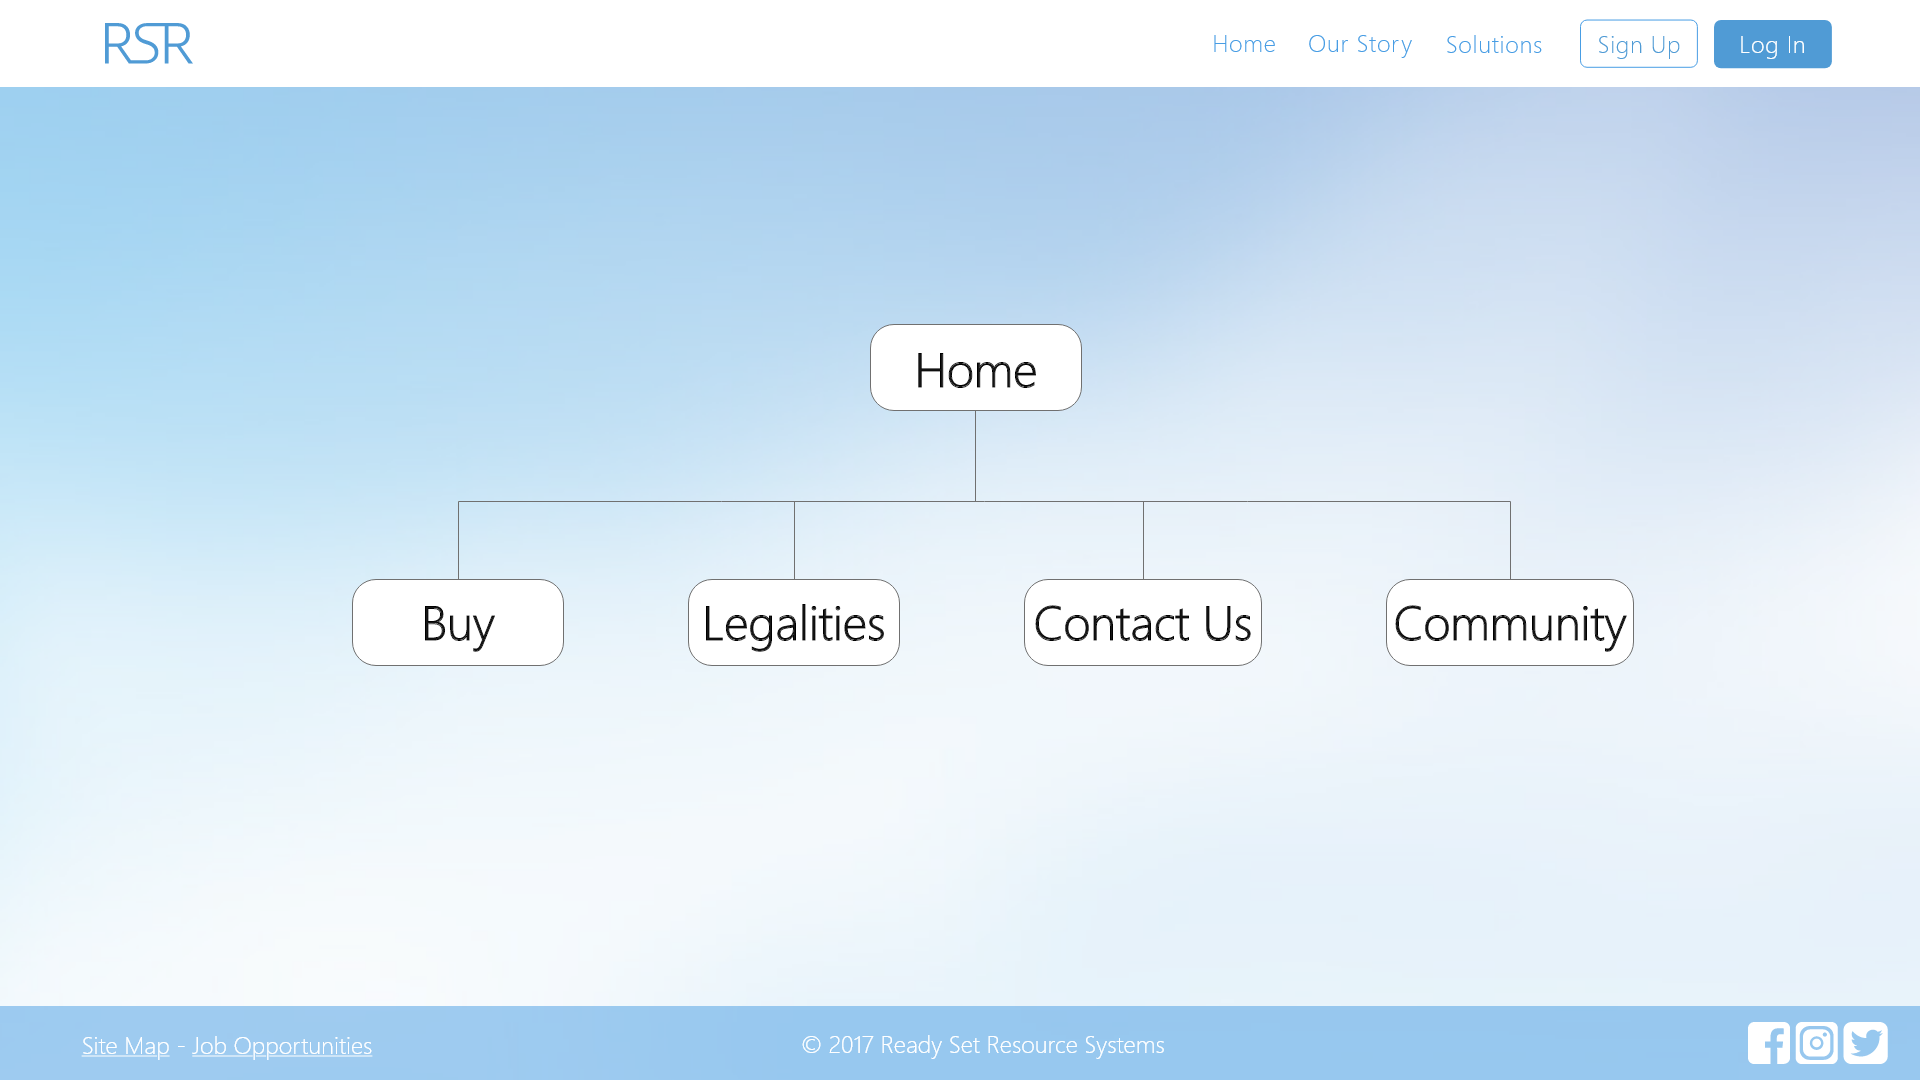 RSR
Home Our Story Solutions Sign Up Log In
Home
Buy Legalities Contact Us Community
Site Map - Job Opportunities © 2017 Ready Set Resource Systems